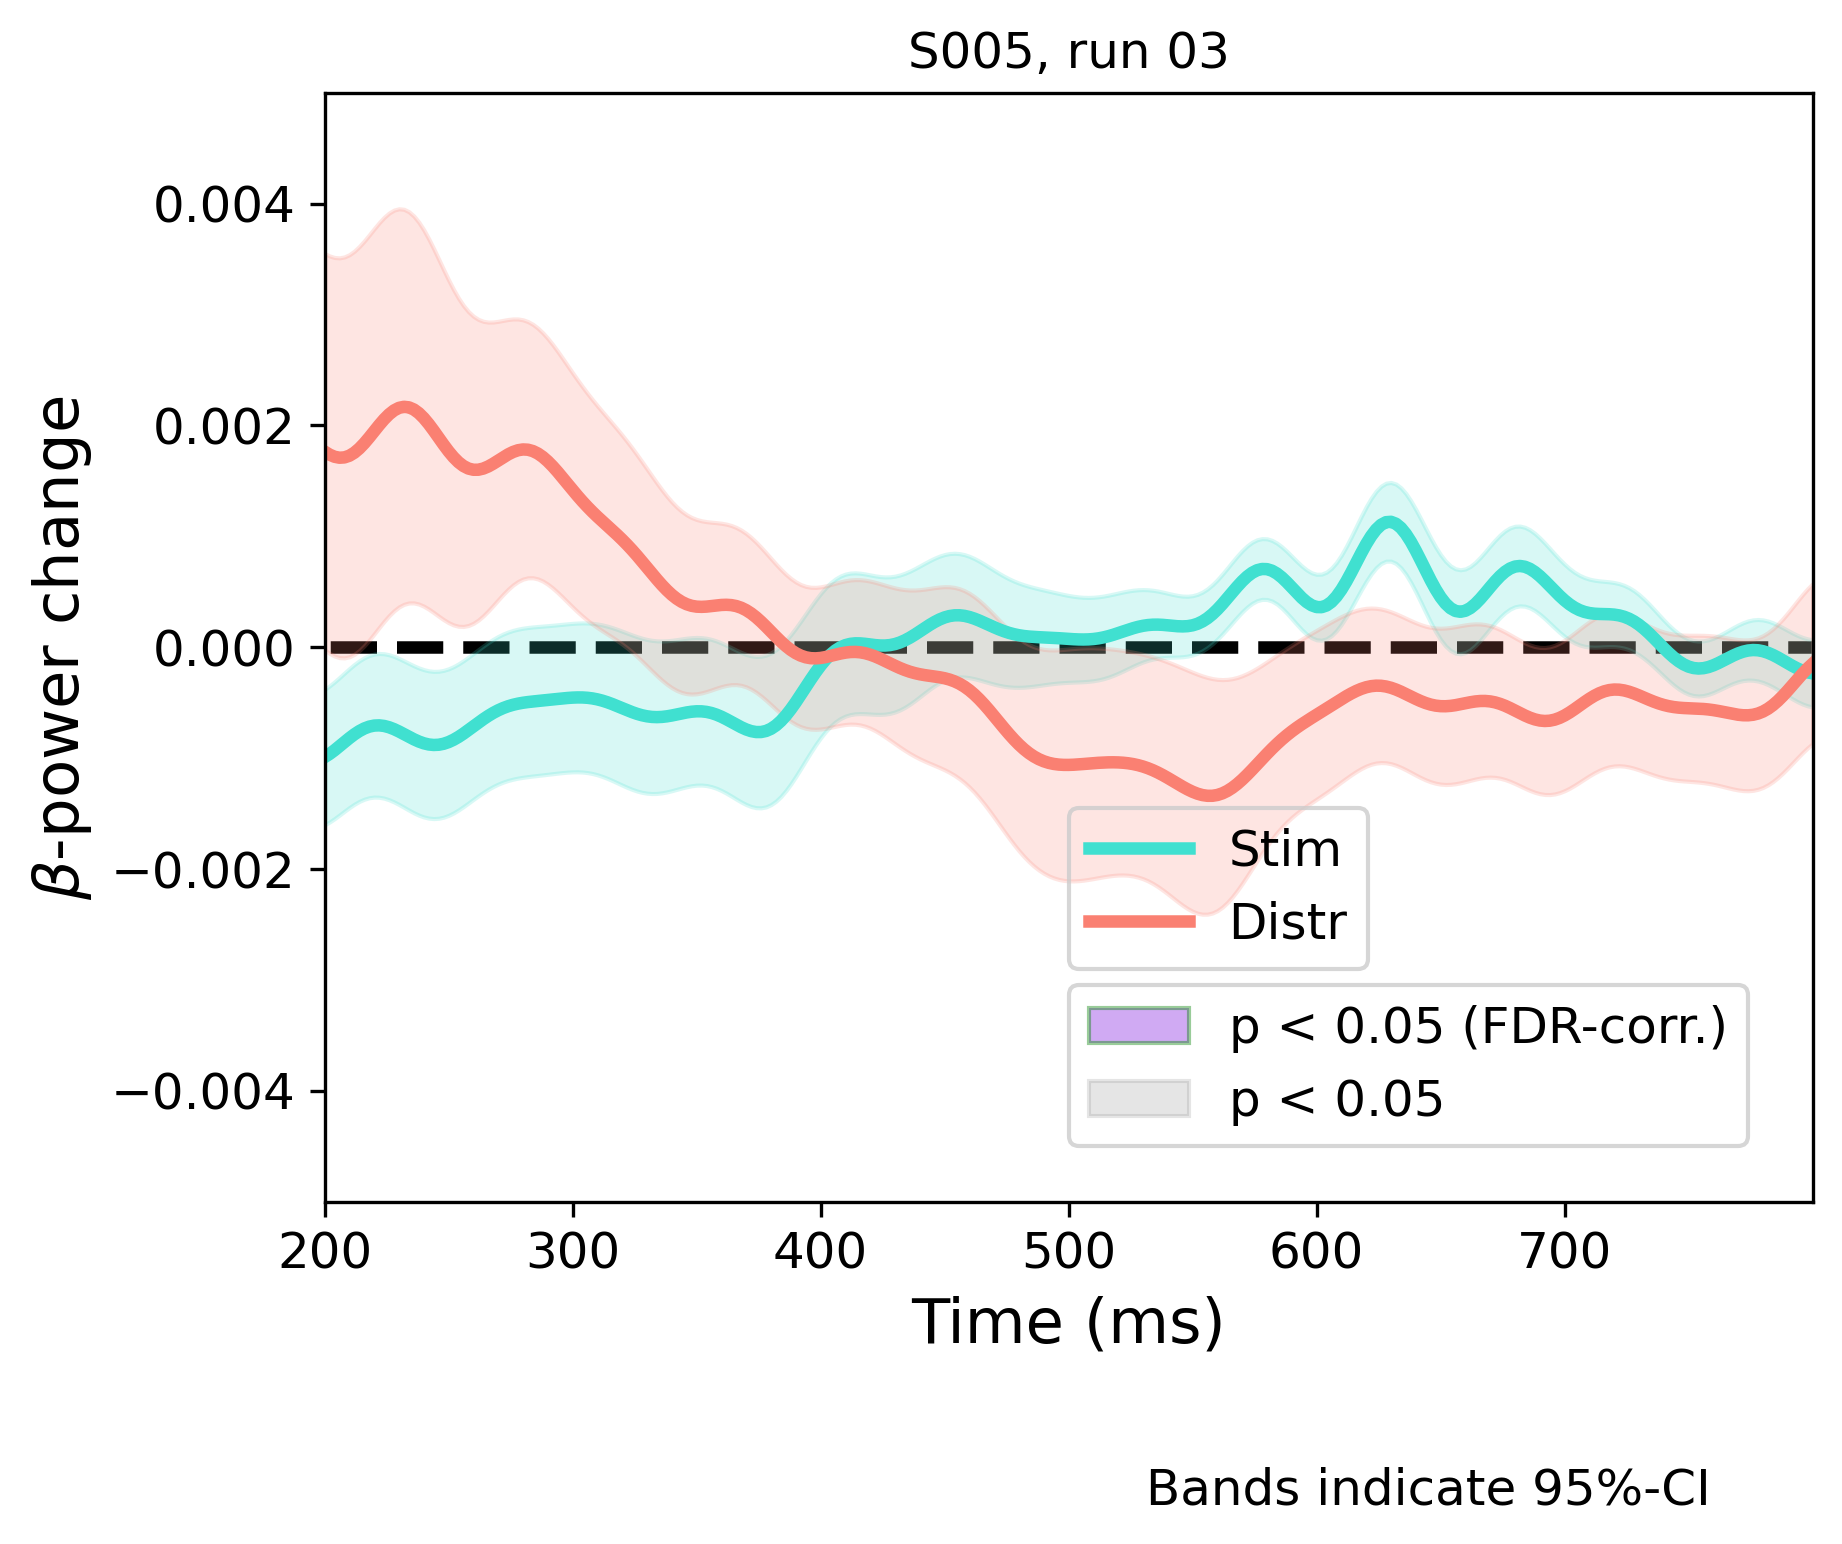 S005, run 03
0.004
0.002
0.000
−0.002
−0.004
β-power change
Stim
Distr
p < 0.05 (FDR-corr.)
p < 0.05
200 300 400 500 600 700
Time (ms)
Bands indicate 95%-CI